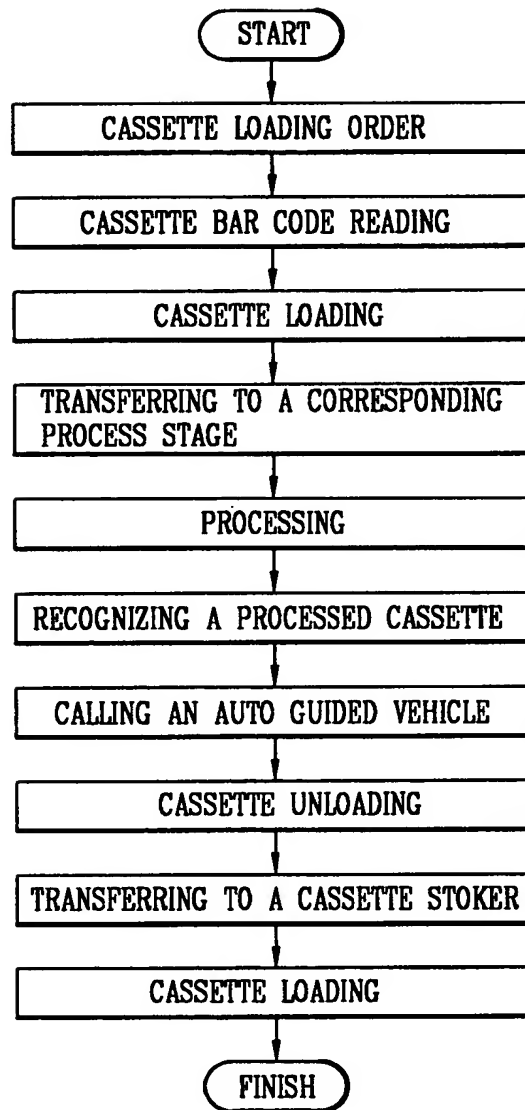 START
CASSETTE LOADING ORDER
CASSETTE BAR CODE READING
CASSETTE LOADING
TRANSFERRING TO A CORRESPONDING
PROCESS STAGE
PROCESSING
RECOGNIZING A PROCESSED CASSETTE
CALLING AN AUTO GUIDED VEHICLE
CASSETTE UNLOADING
TRANSFERRING TO A CASSETTE STOKER
CASSETTE LOADING
FINISH